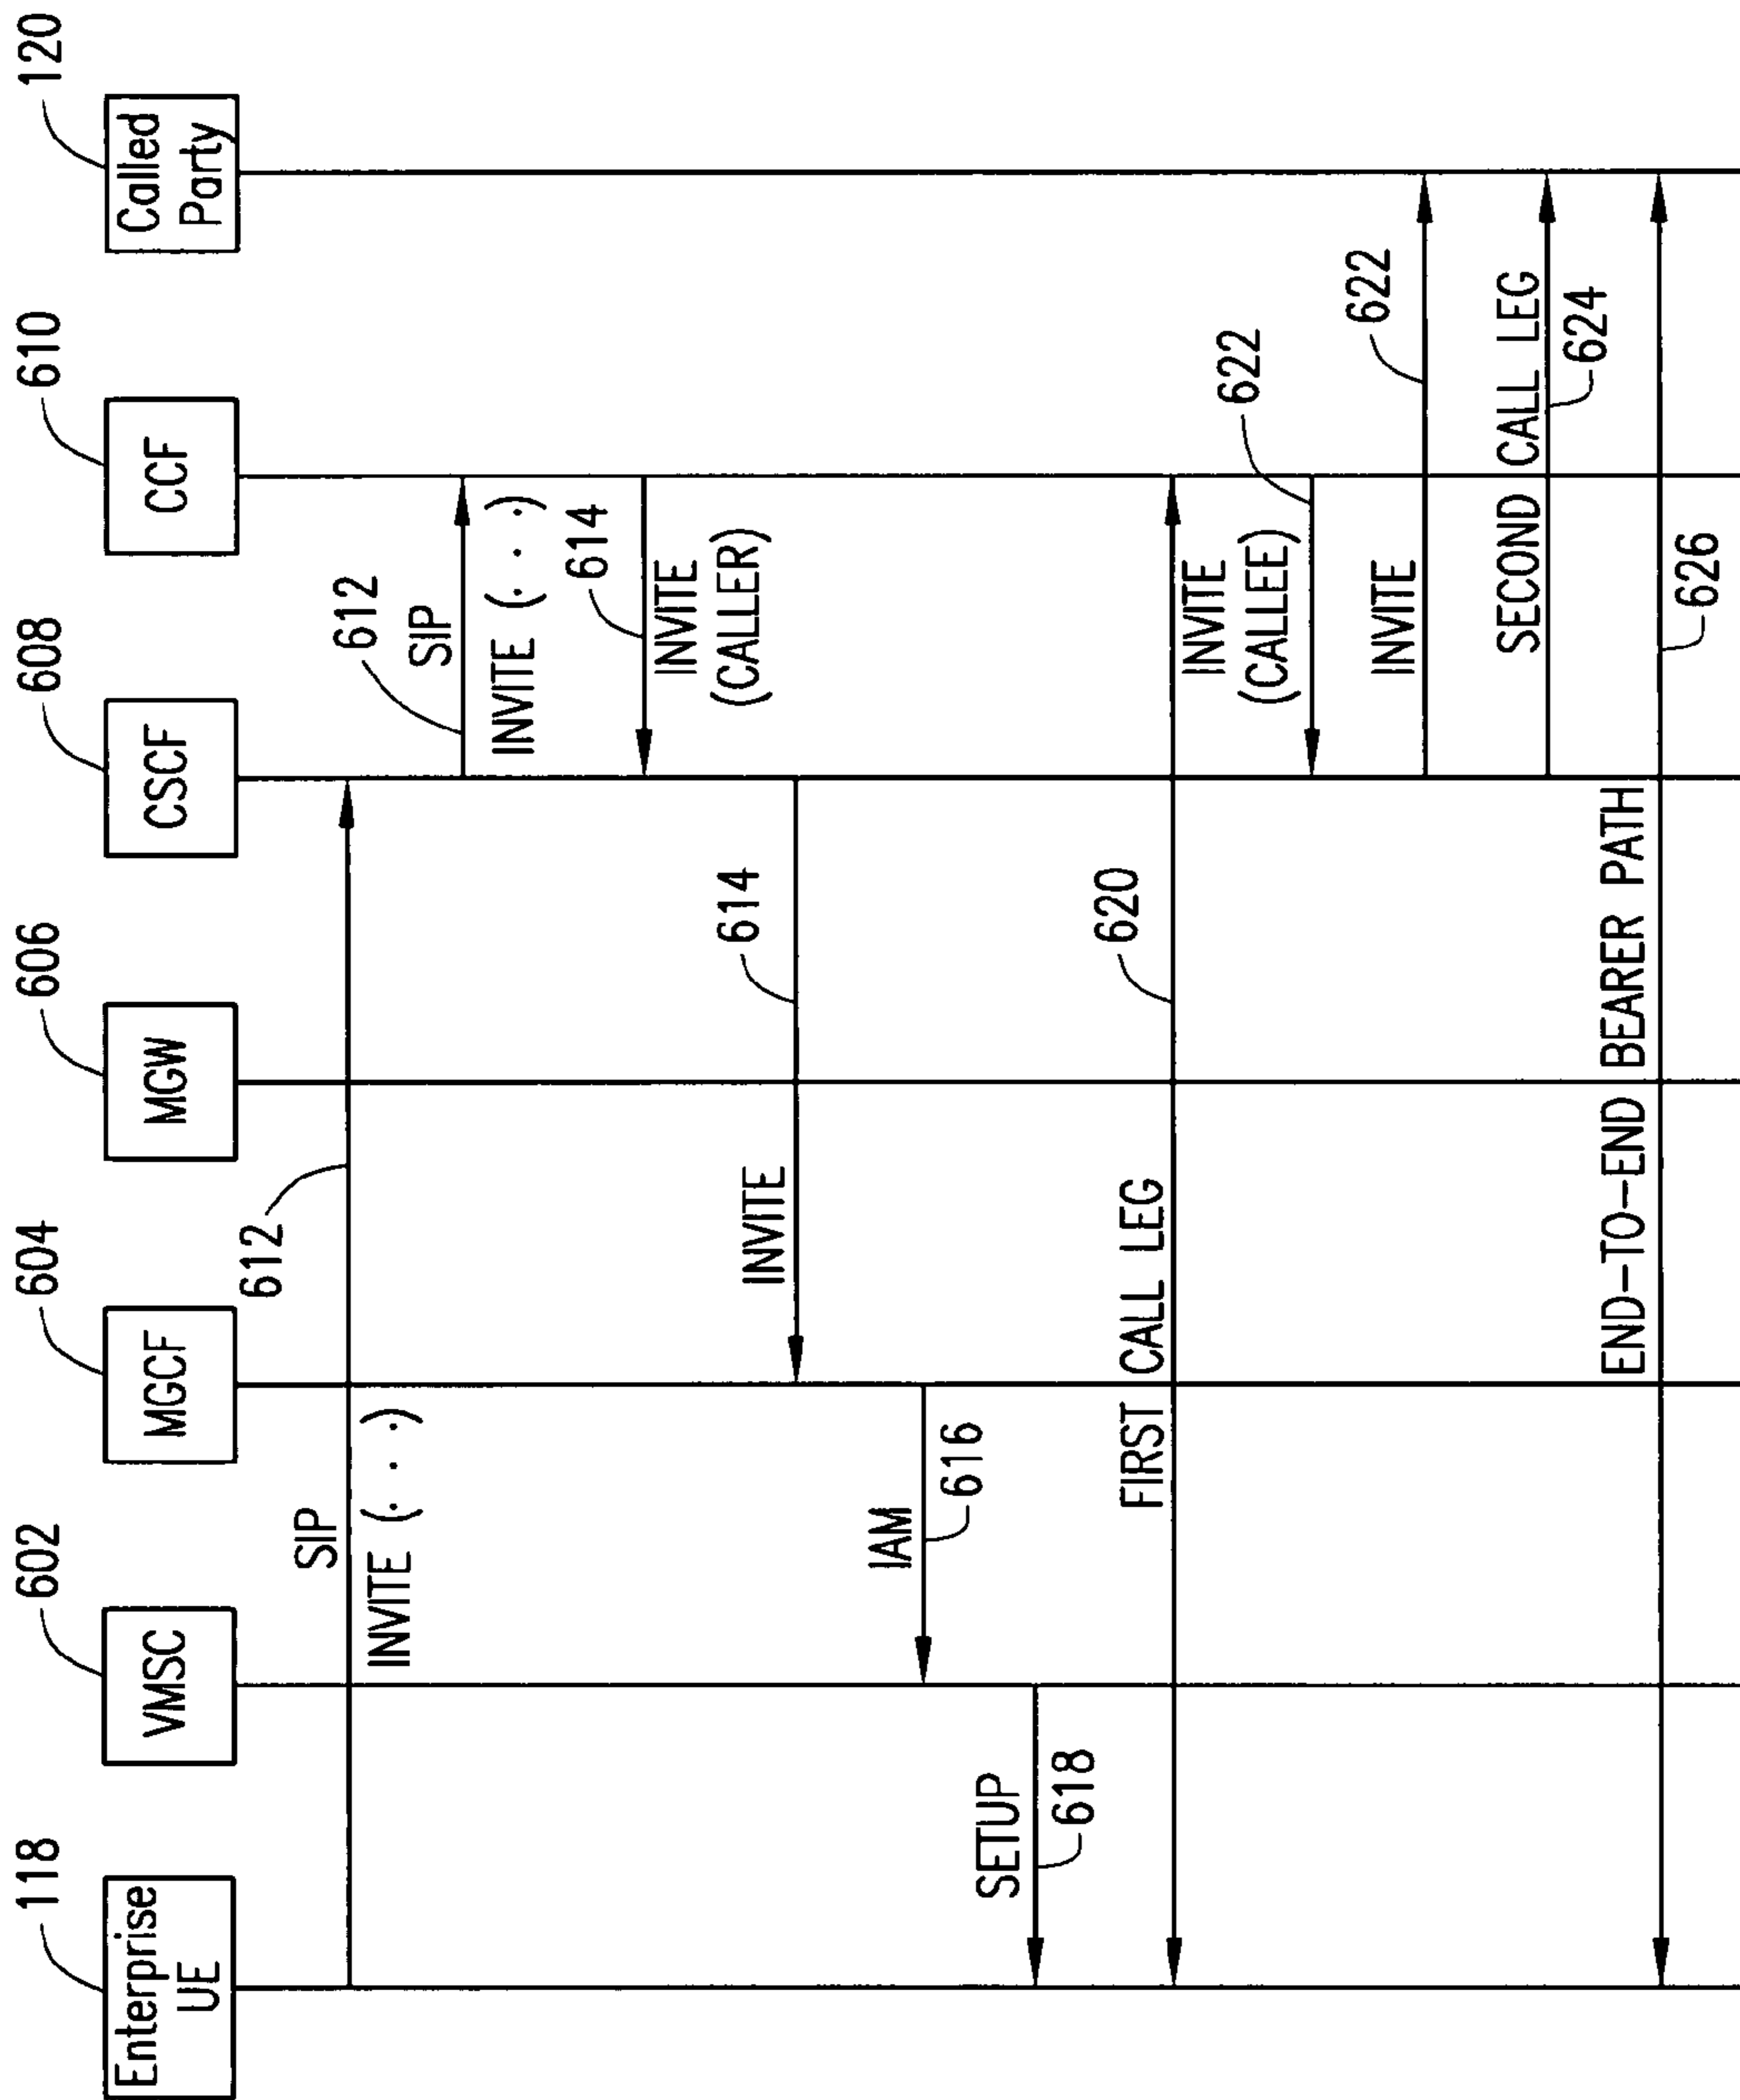 118
602
604
606
608
610
120
Enterprise
UE
VMSC
MGCF
MGW
CSCF
CCF
Called
Party
SIP
612
INVITE (. . .)
612
SIP
INVITE (. . .)
614
INVITE
(CALLER)
614
INVITE
IAM
616
SETUP
618
FIRST CALL LEG
620
INVITE
(CALLEE)
622
INVITE
622
SECOND CALL LEG
624
END-TO-END BEARER PATH
626